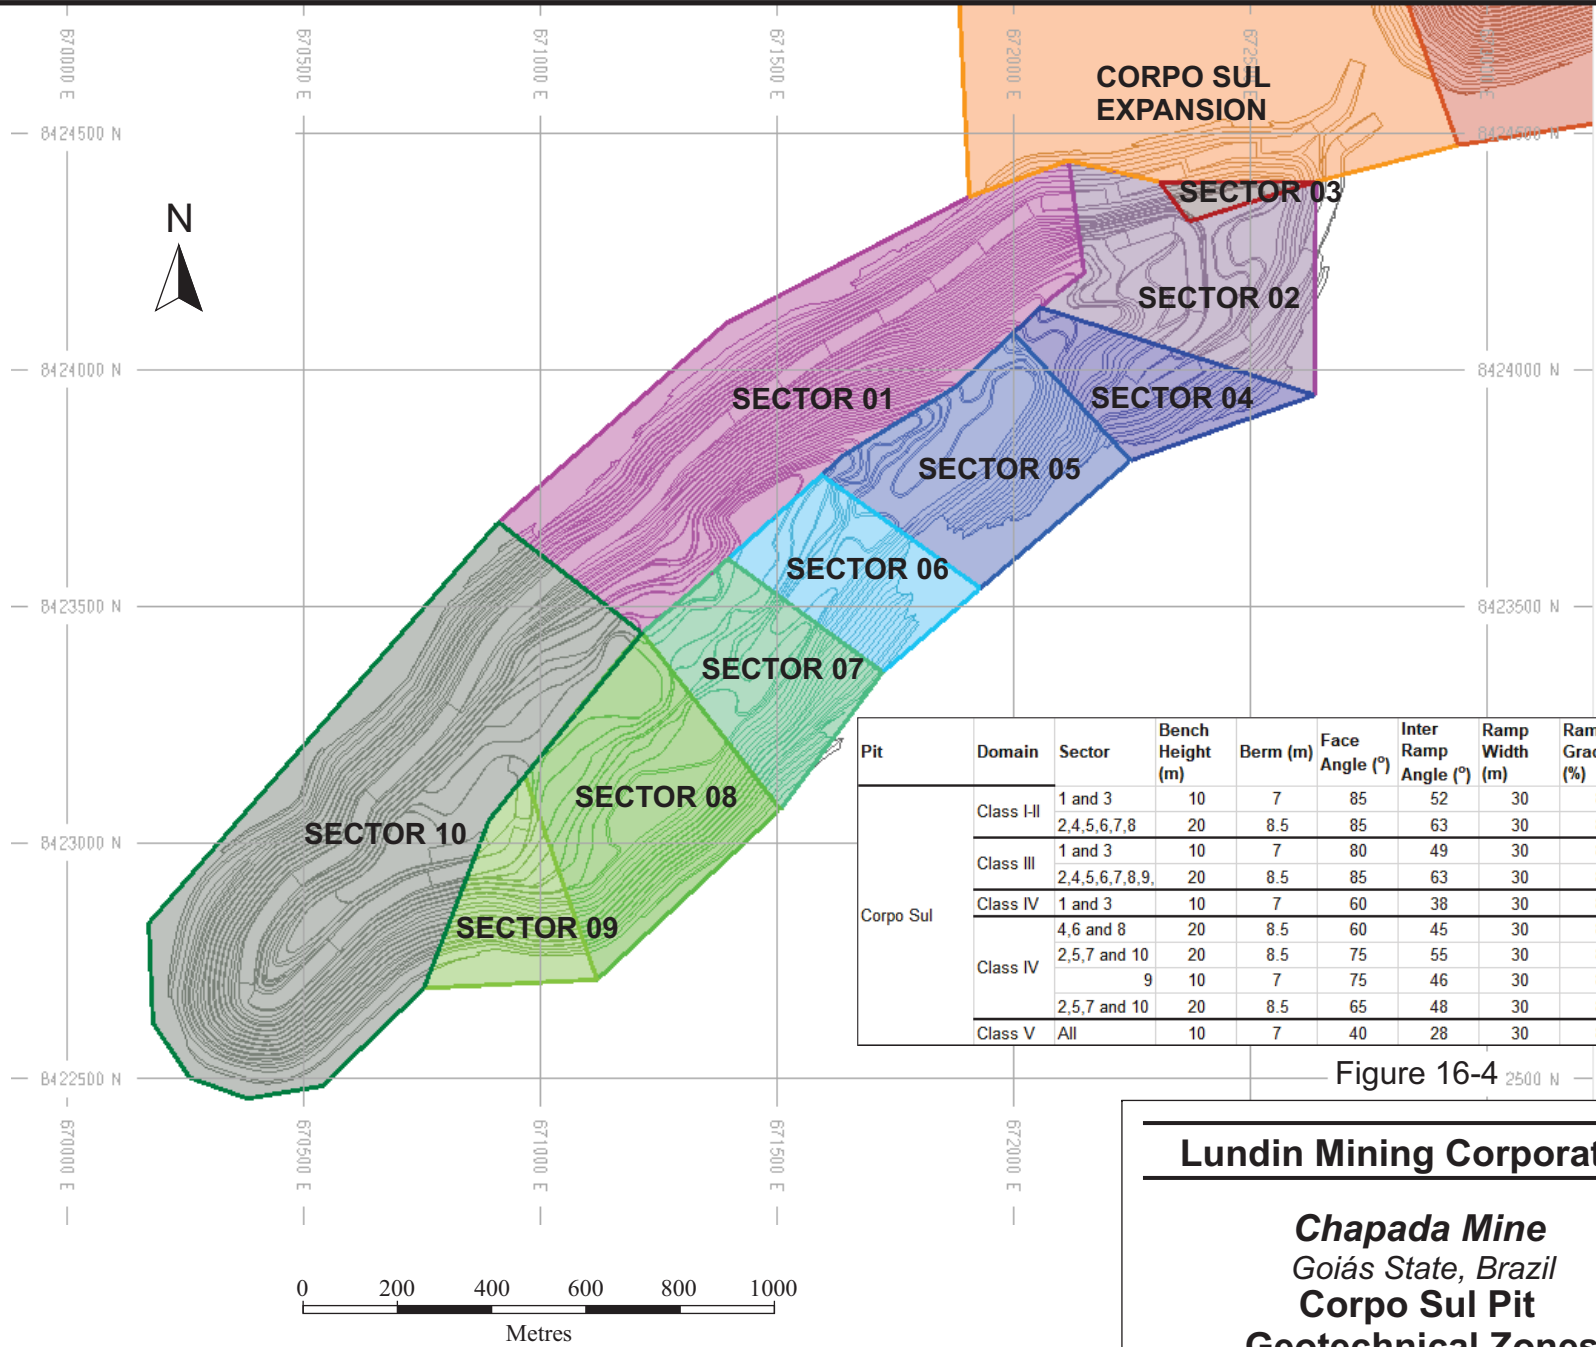 670000 E
670500 E
671000 E
671500 E
672000 E
CORPO SUL
EXPANSION
8424500 N
8424500 N
SECTOR 03
N
SECTOR 02
8424000 N
8424000 N
SECTOR 01
SECTOR 04
SECTOR 05
SECTOR 06
8423500 N
8423500 N
SECTOR 07
SECTOR 08
SECTOR 10
8423000 N
SECTOR 09
Pit Domain Sector Bench Height (m) Berm (m) Face Angle (º) Inter Ramp Angle (º) Ramp Width (m) (%)
Corpo Sul
Class I-II 1 and 3 10 7 85 52 30
2,4,5,6,7,8 20 8.5 85 63 30
Class III 1 and 3 10 7 80 49 30
2,4,5,6,7,8,9, 20 8.5 85 63 30
Class IV 1 and 3 10 7 60 38 30
Class IV 4,6 and 8 20 8.5 60 45 30
2,5,7 and 10 20 8.5 75 55 30
9 10 7 75 46 30
2,5,7 and 10 20 8.5 65 48 30
Class V All 10 7 40 28 30
8422500 N
Figure 16-4
2500 N
670000 E
670500 E
671000 E
671500 E
672000 E
Lundin Mining Corporat
Chapada Mine
Goiás State, Brazil
Corpo Sul Pit
Geotechnical Zones
0 200 400 600 800 1000
Metres